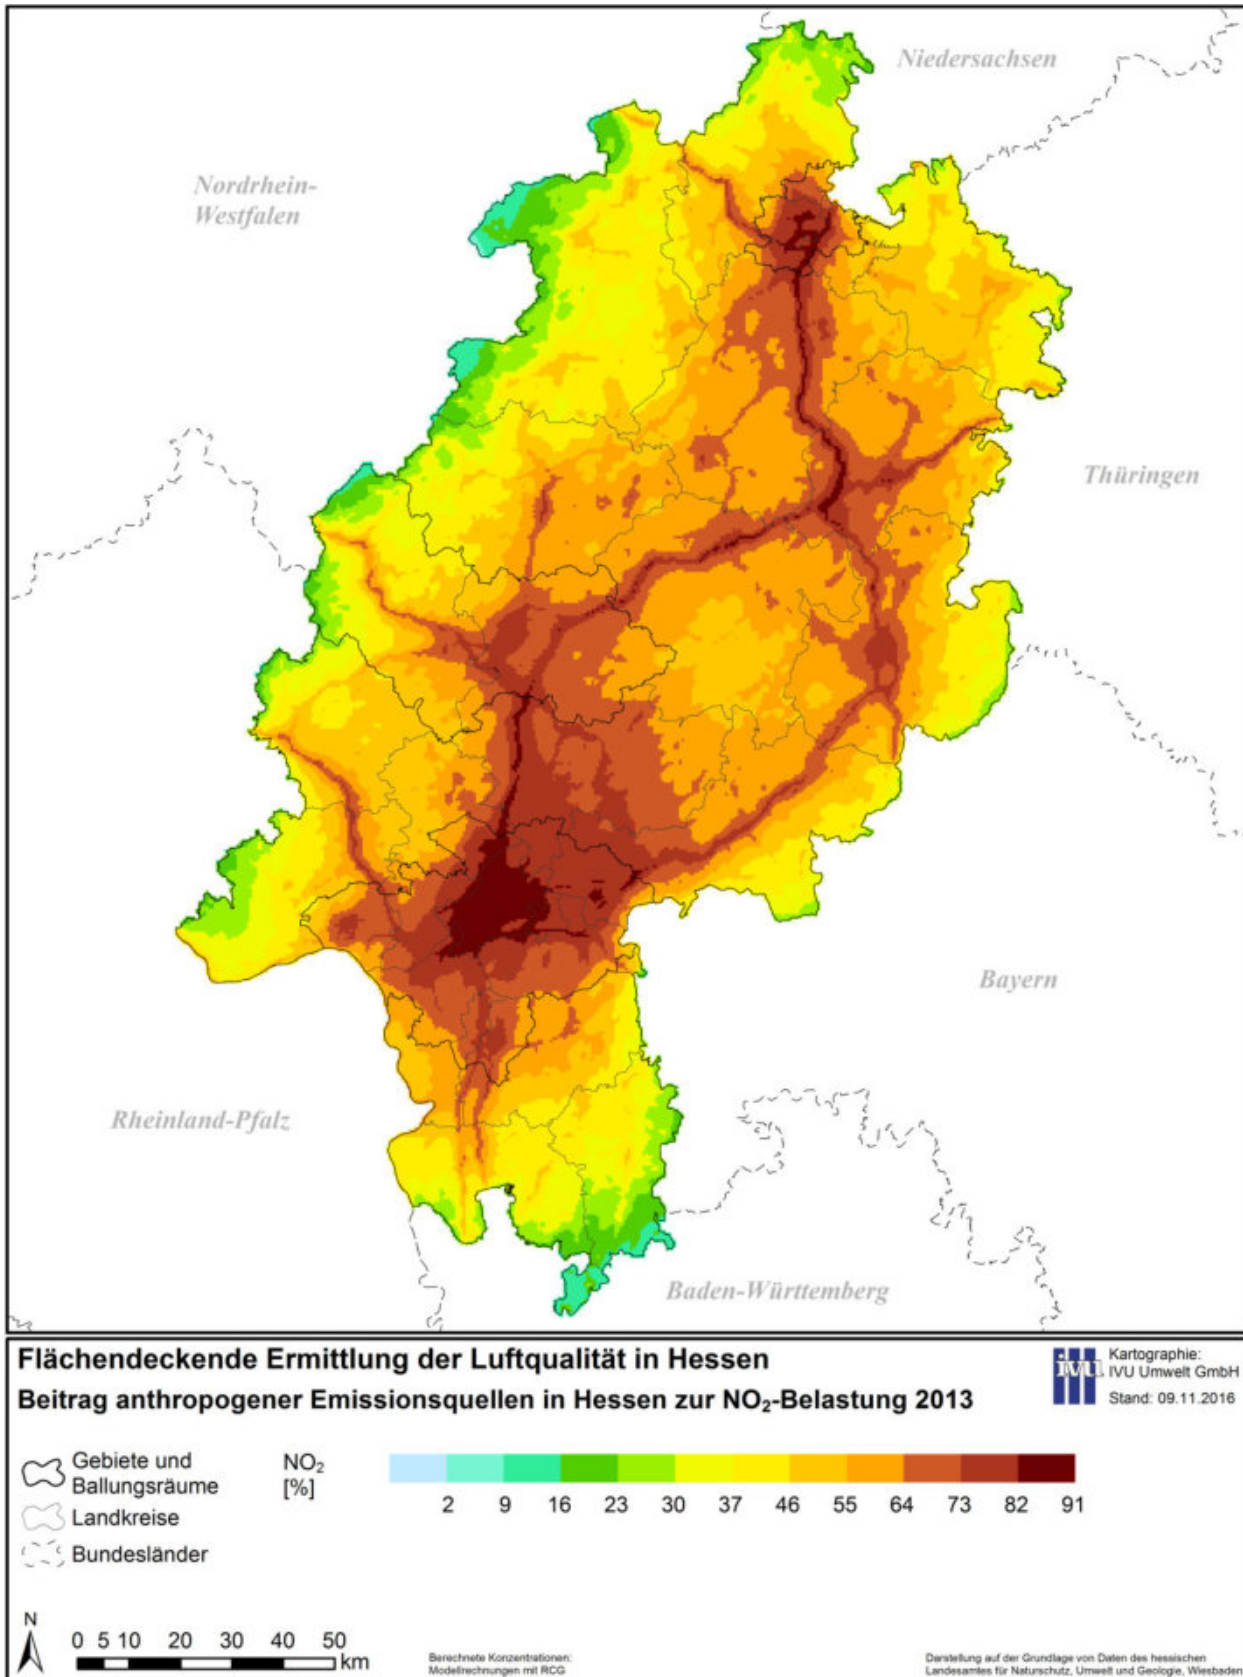 Niedersachsen
Nordrhein-
Westfalen
Thüringen
Bayern
Rheinland-Pfalz
Baden-Württemberg
Flächendeckende Ermittlung der Luftqualität in Hessen
Beitrag anthropogener Emissionsquellen in Hessen zur NO₂-Belastung 2013
ivu
Kartographie:
IVU Umwelt GmbH
Stand: 09.11.2016
Gebiete und
Ballungsräume
Landkreise
Bundesländer
NO₂
[%]
2 9 16 23 30 37 46 55 64 73 82 91
N
0 5 10 20 30 40 50
km
Berechnete Konzentrationen:
Modellrechnungen mit RCG
Darstellung auf der Grundlage von Daten des hessischen
Landesamtes für Naturschutz, Umwelt und Geologie, Wiesbaden